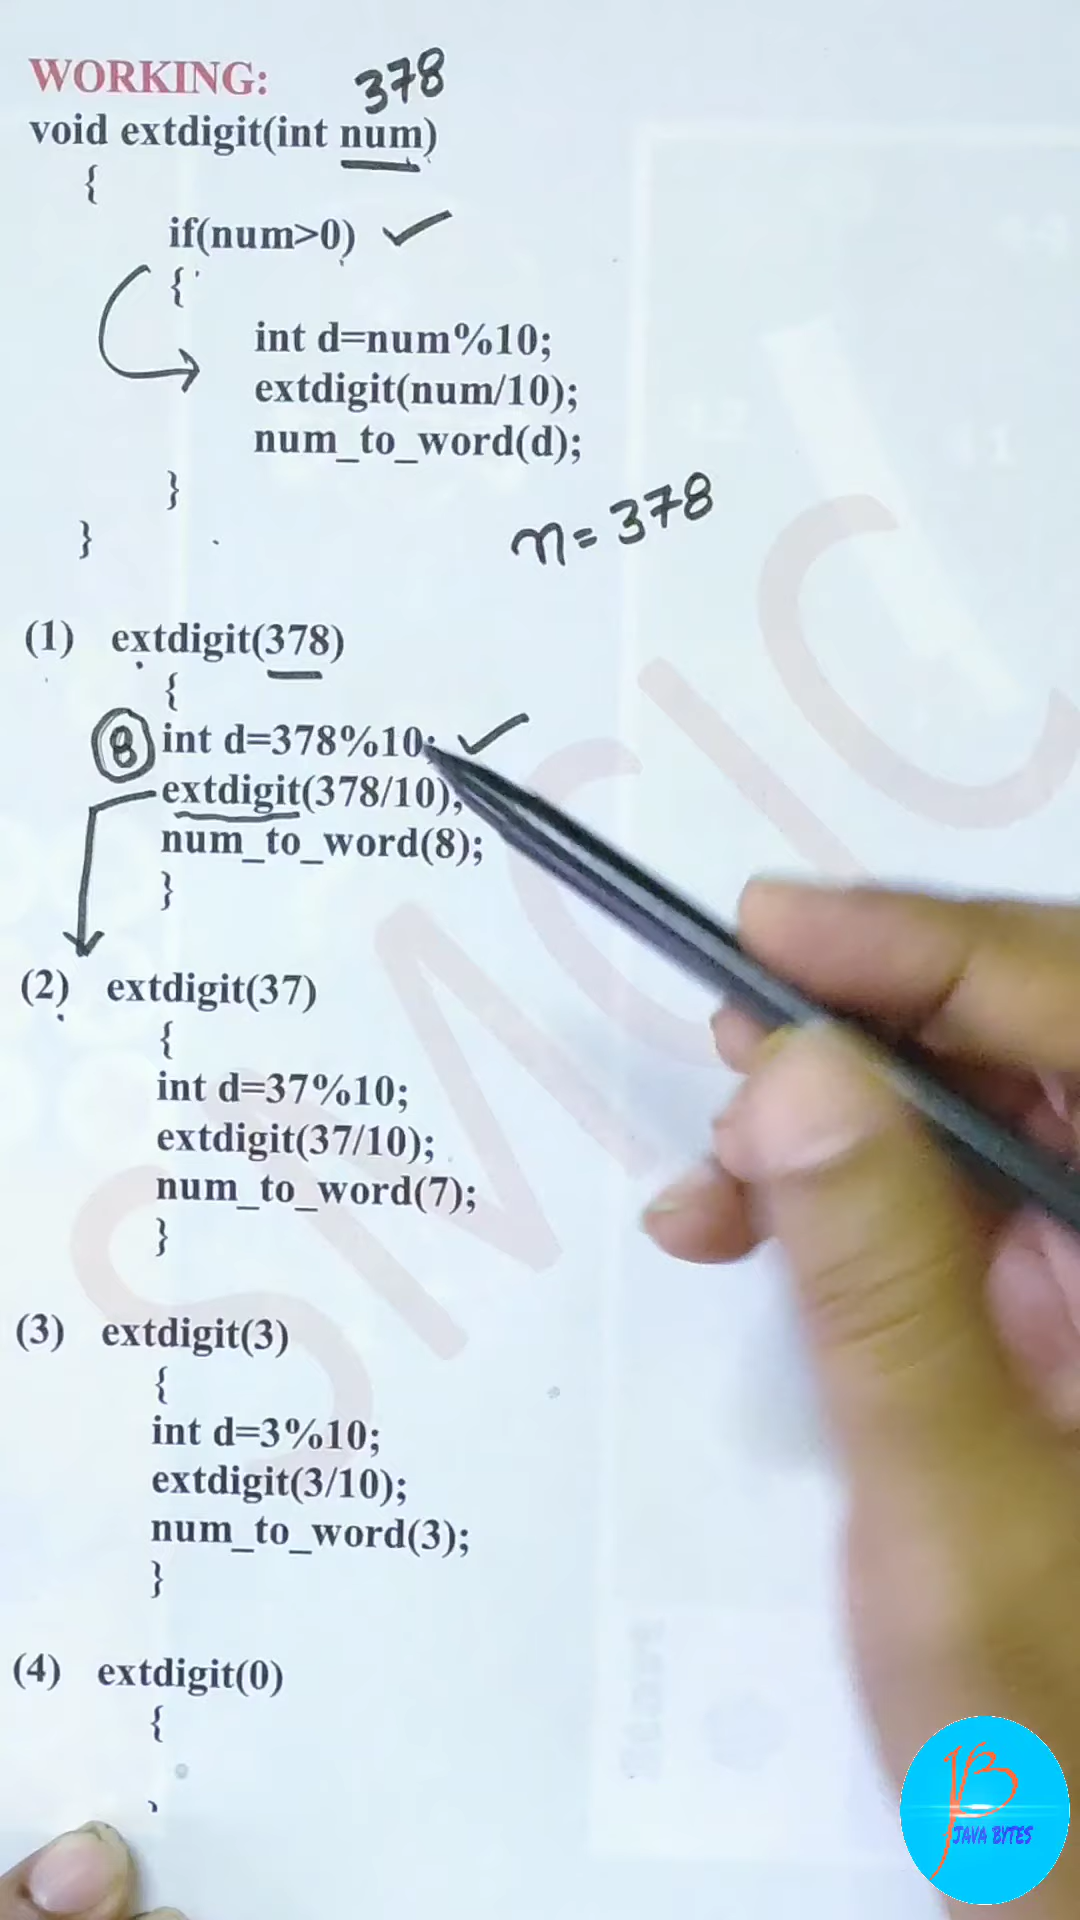 WORKING:
378
void extdigit(int num)
{
if(num>0)
{
int d=num%10;
extdigit(num/10);
num_to_word(d);
}
}
n=378
(1) extdigit(378)
{
8 int d=378%10;
extdigit(378/10);
num_to_word(8);
}
(2) extdigit(37)
{
int d=37%10;
extdigit(37/10);
num_to_word(7);
}
(3) extdigit(3)
{
int d=3%10;
extdigit(3/10);
num_to_word(3);
}
(4) extdigit(0)
{
SMCIC
JB
JAVA BYTES